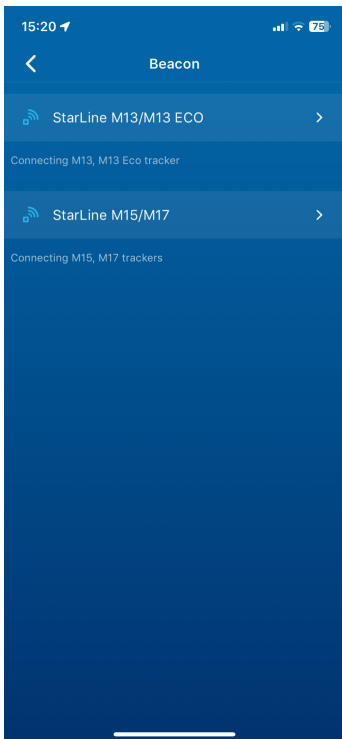 15:20
75
Beacon
StarLine M13/M13 ECO
Connecting M13, M13 Eco tracker
StarLine M15/M17
Connecting M15, M17 trackers